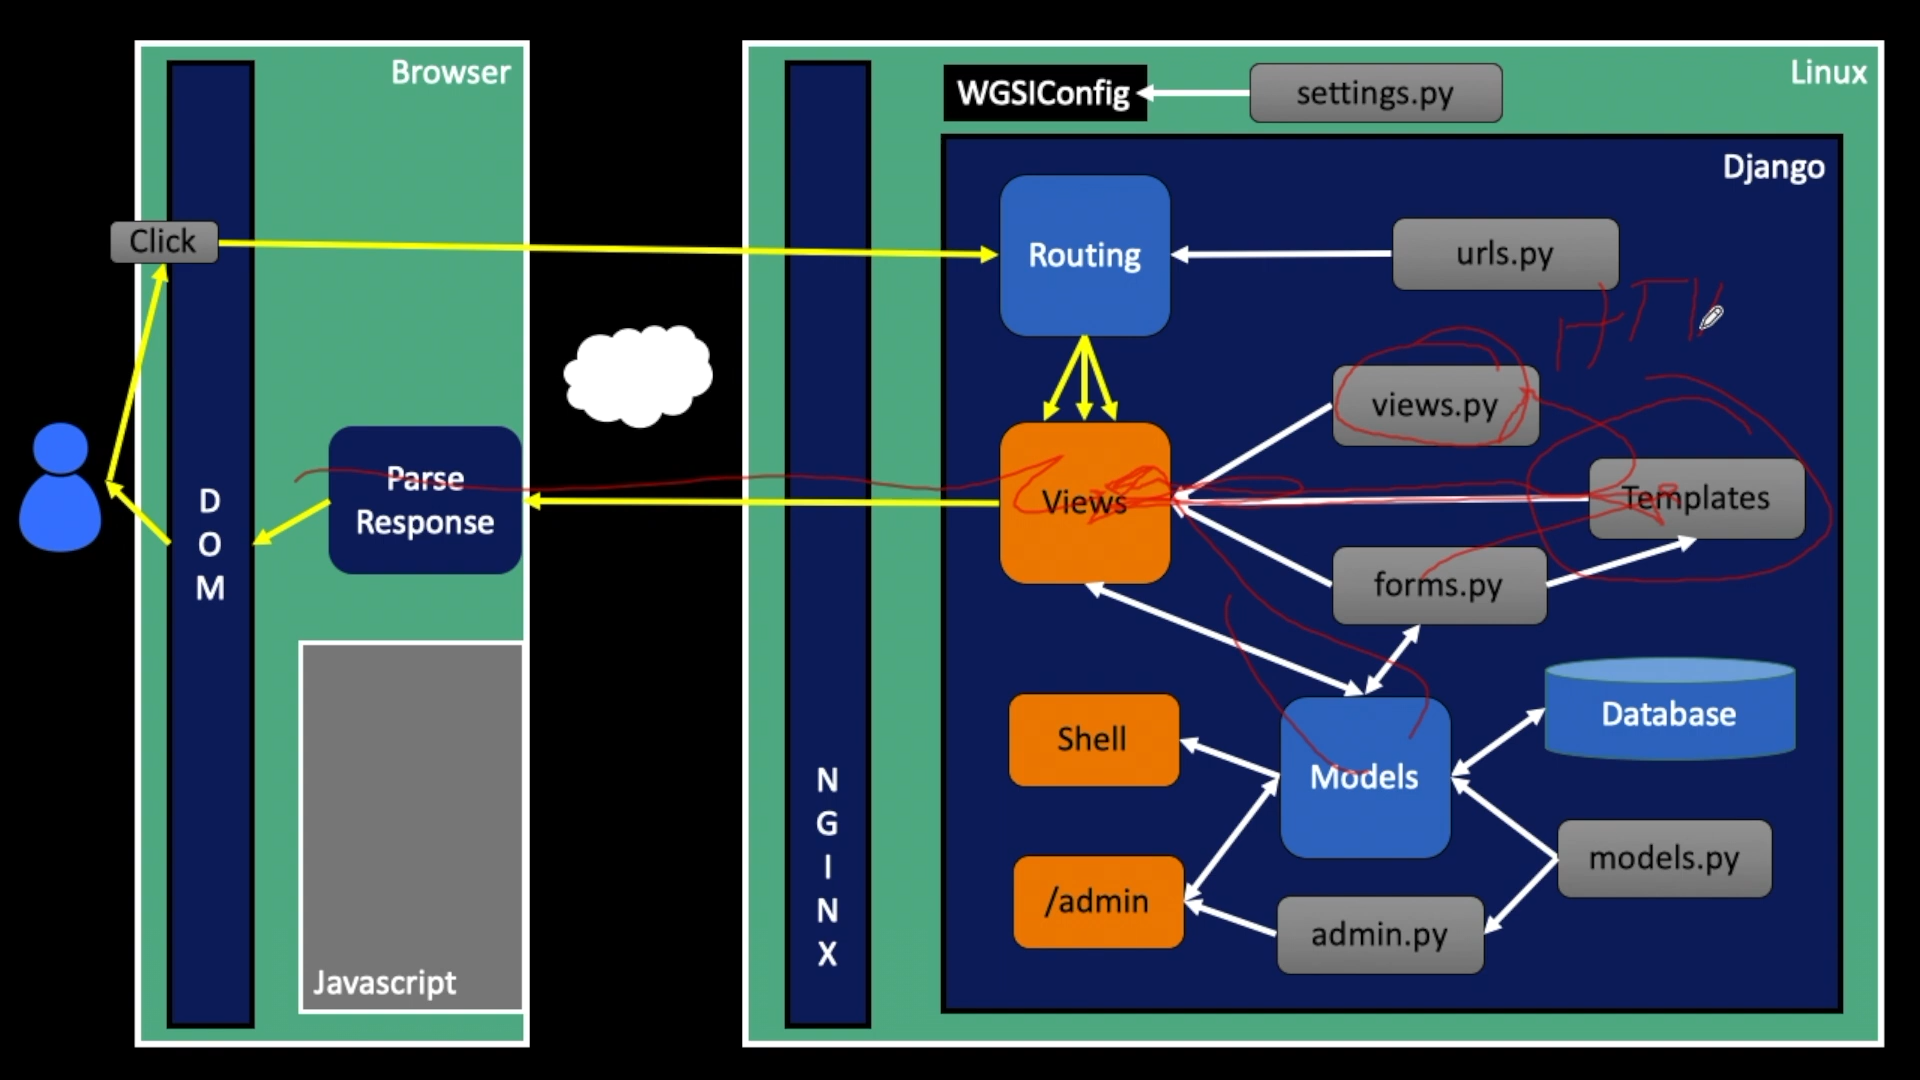 Browser
Linux
WGSIConfig
settings.py
Django
Click
Routing
urls.py
HTM
views.py
Parse
Response
D
O
M
Views
Templates
forms.py
Shell
Database
Models
N
G
I
N
X
/admin
models.py
admin.py
Javascript